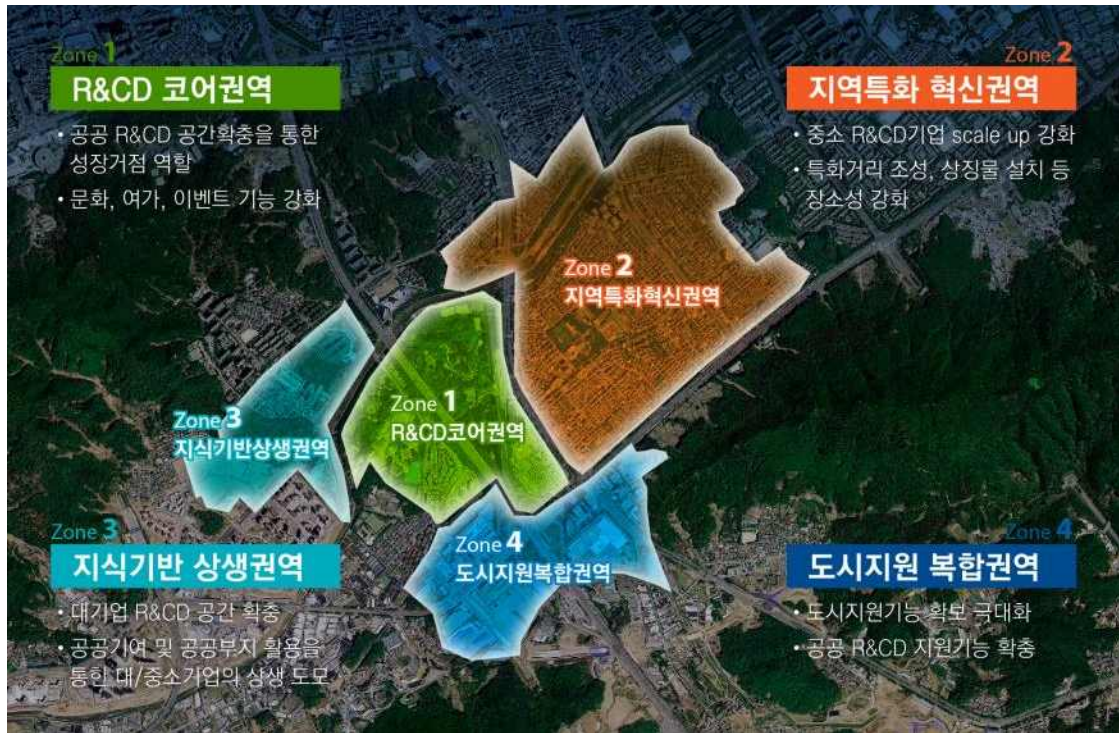 Zone 1
R&CD 코어권역
• 공공 R&CD 공간확충을 통한
성장거점 역할
• 문화, 여가, 이벤트 기능 강화
Zone 2
지역특화 혁신권역
• 중소 R&CD기업 scale up 강화
• 특화거리 조성, 상징물 설치 등
장소성 강화
Zone 2
지역특화혁신권역
Zone 1
R&CD코어권역
Zone 3
지식기반상생권역
Zone 4
도시지원복합권역
Zone 3
지식기반 상생권역
• 대기업 R&CD 공간 확충
• 공공기여 및 공공부지 활용을
통한 대/중소기업의 상생 도모
Zone 4
도시지원 복합권역
• 도시지원기능 확보 극대화
• 공공 R&CD 지원기능 확충